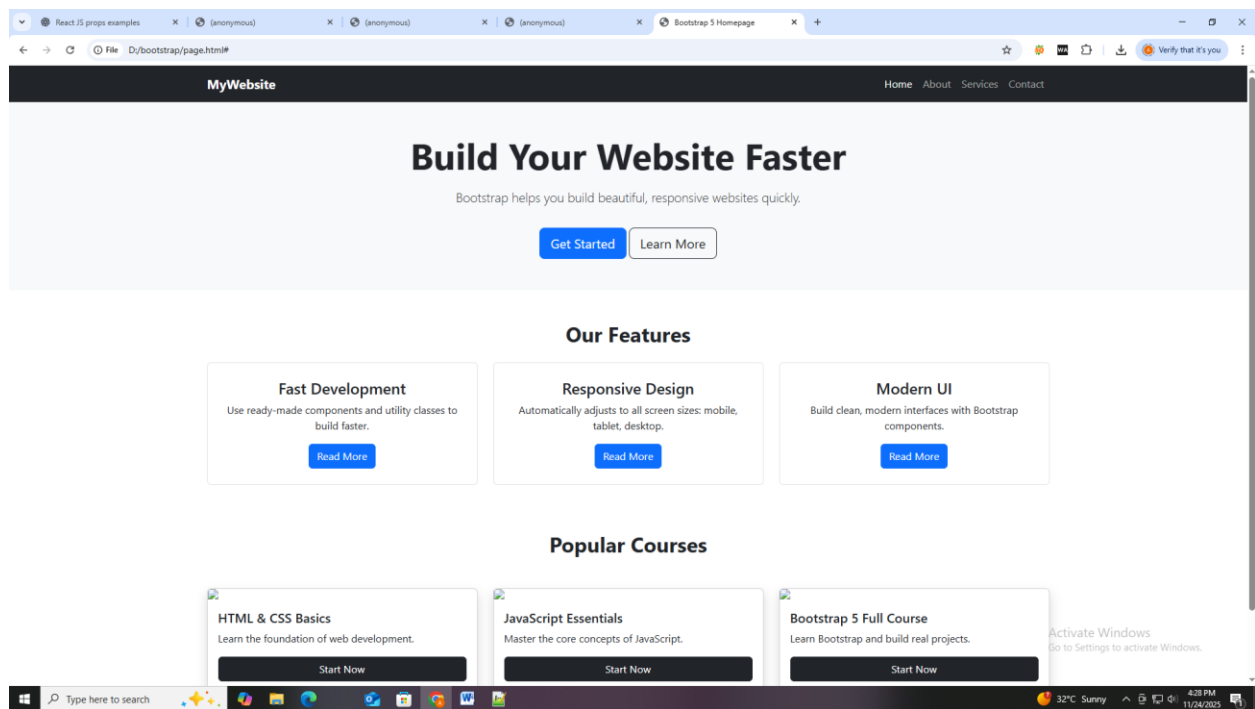 React JS props examples
(anonymous)
(anonymous)
(anonymous)
Bootstrap 5 Homepage
File D:/bootstrap/page.html#
WA
Verify that it's you
MyWebsite
Home About Services Contact
Build Your Website Faster
Bootstrap helps you build beautiful, responsive websites quickly.
Get Started Learn More
Our Features
Fast Development
Use ready-made components and utility classes to
build faster.
Read More
Responsive Design
Automatically adjusts to all screen sizes: mobile,
tablet, desktop.
Read More
Modern UI
Build clean, modern interfaces with Bootstrap
components.
Read More
Popular Courses
HTML & CSS Basics
Learn the foundation of web development.
Start Now
JavaScript Essentials
Master the core concepts of JavaScript.
Start Now
Bootstrap 5 Full Course
Learn Bootstrap and build real projects.
Start Now
Activate Windows
Go to Settings to activate Windows.
Type here to search
32°C Sunny
4:28 PM
11/24/2025